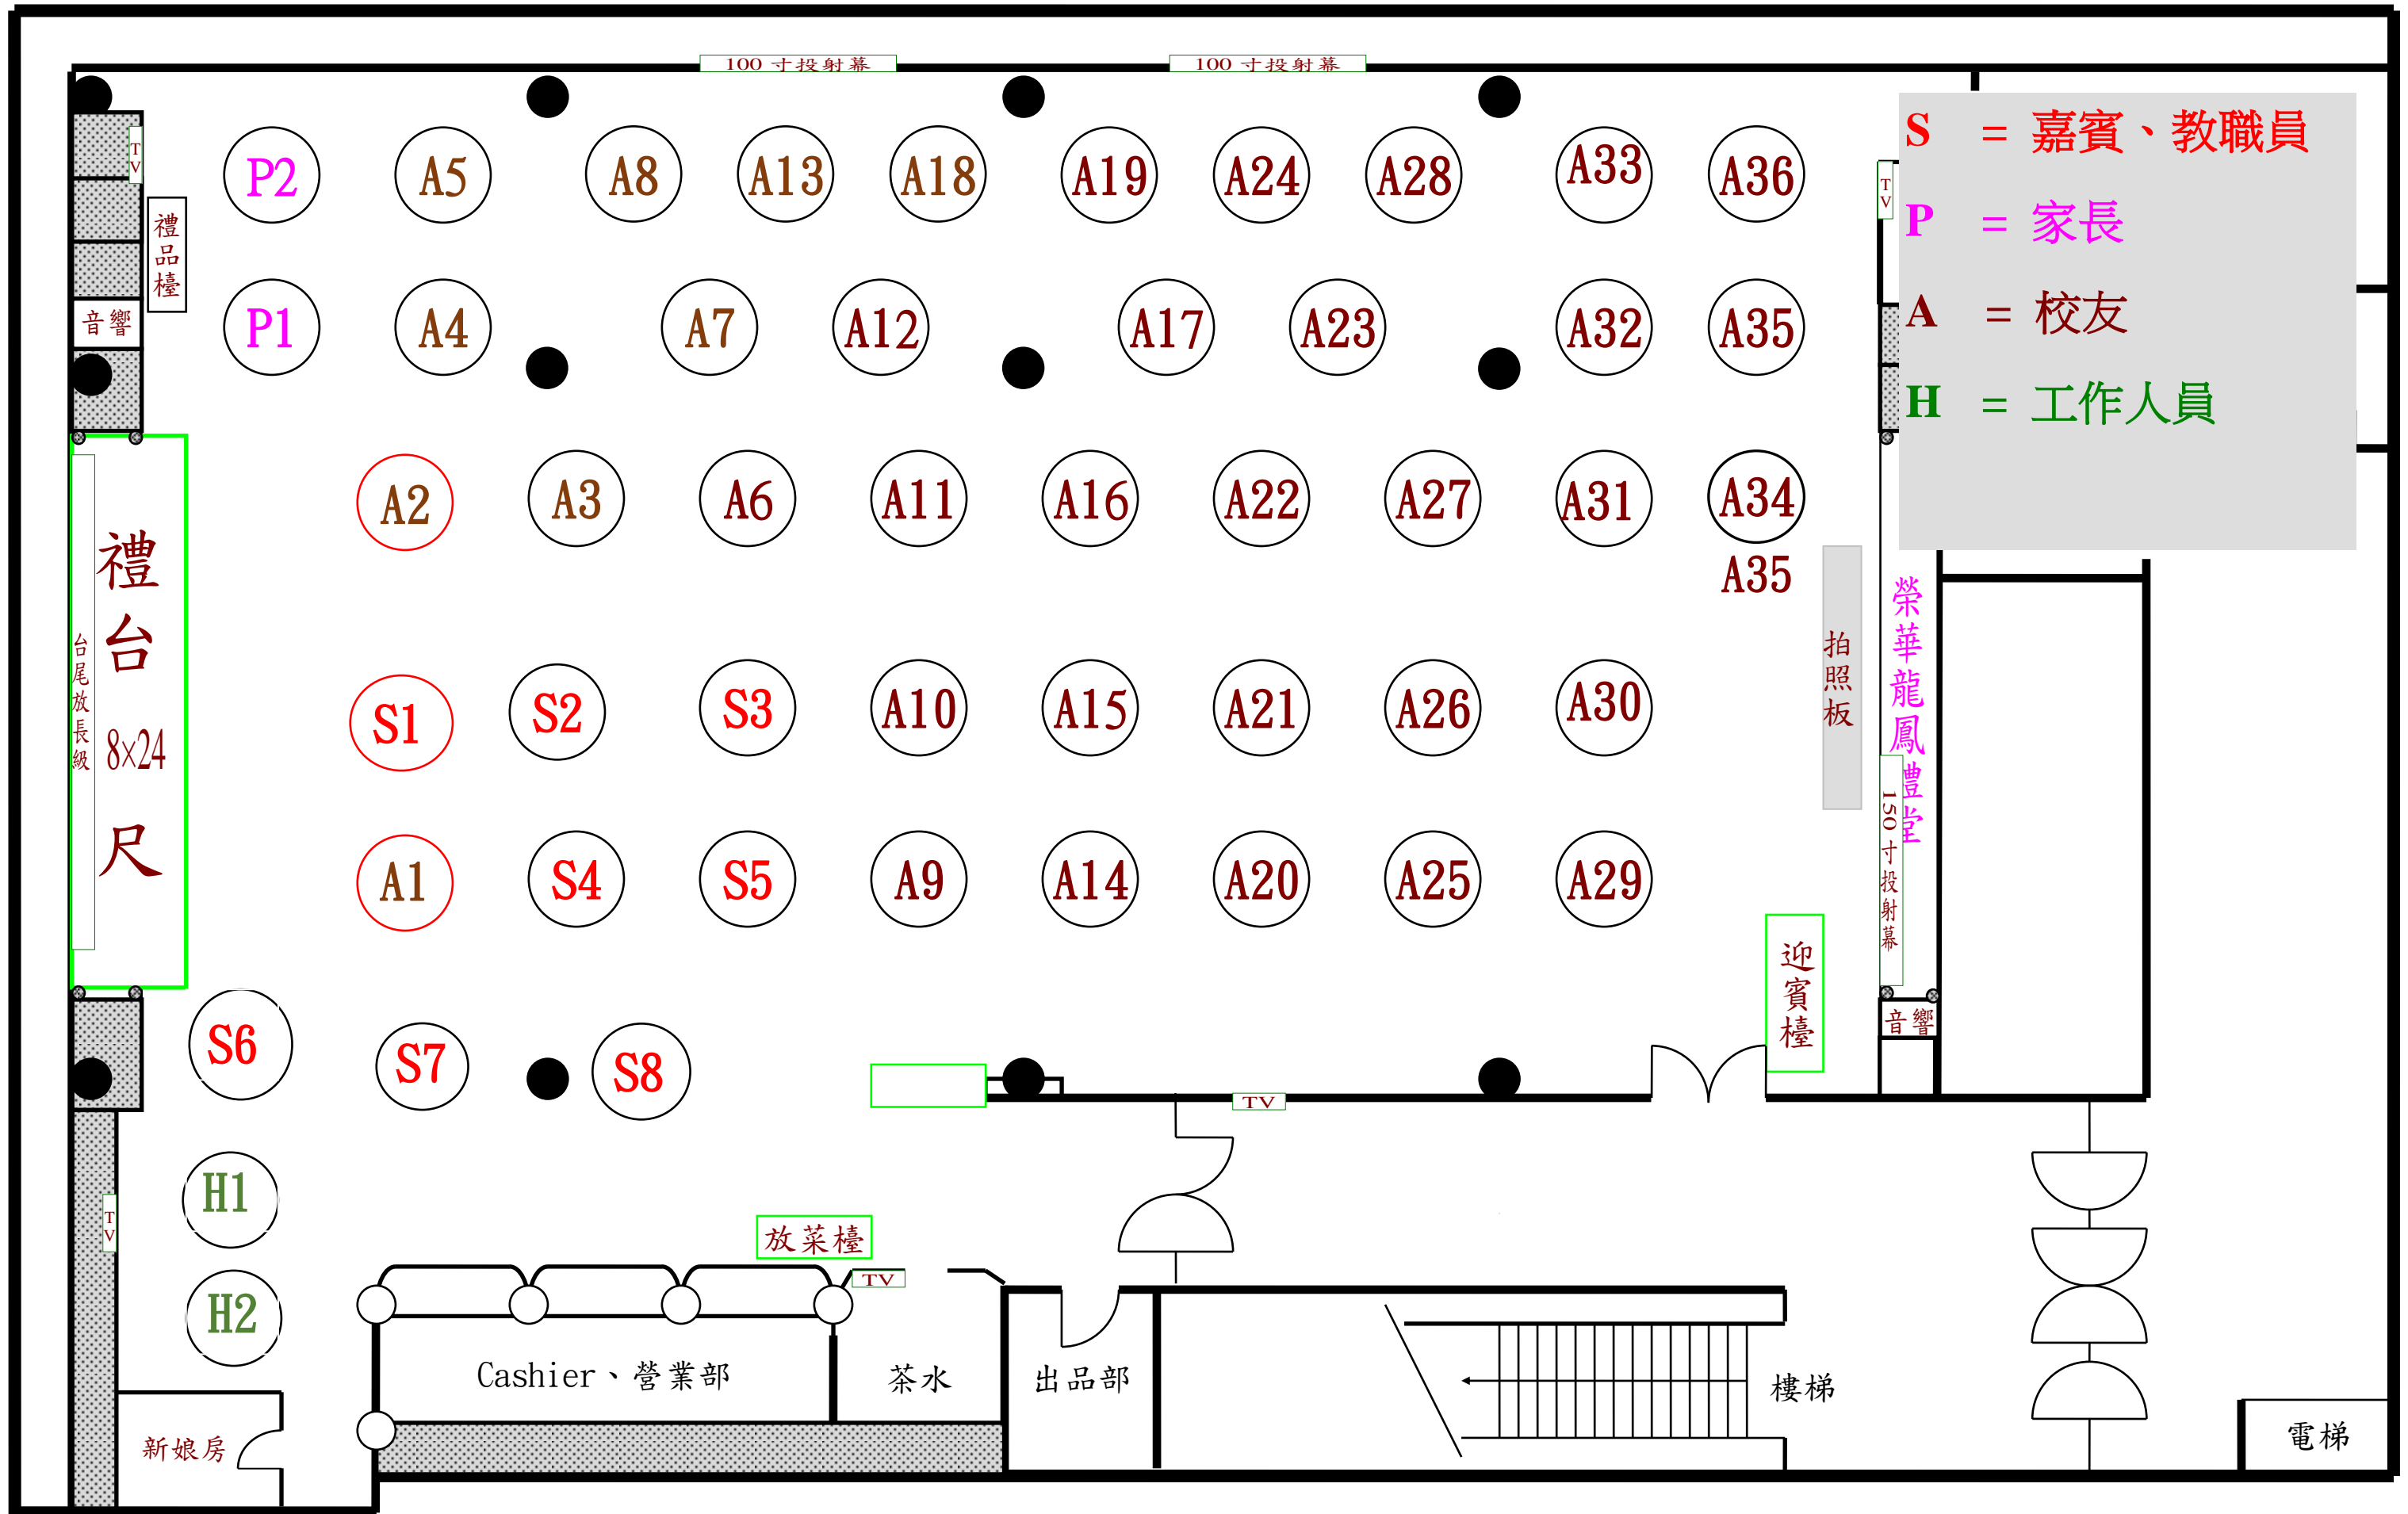 100 寸投射幕
100 寸投射幕
S = 嘉賓、教職員
P = 家長
A = 校友
H = 工作人員
TV
P2
A5
A8
A13
A18
A19
A24
A28
A33
A36
TV
禮品檯
音響
P1
A4
A7
A12
A17
A23
A32
A35
A2
A3
A6
A11
A16
A22
A27
A31
A34
A35
禮台 8×24 尺
台尾放長級
拍照板
榮華龍鳳禮堂
S1
S2
S3
A10
A15
A21
A26
A30
150 寸投射幕
A1
S4
S5
A9
A14
A20
A25
A29
迎賓檯
音響
S6
S7
S8
TV
H1
TV
放菜檯
TV
H2
Cashier、營業部
茶水
出品部
樓梯
新娘房
電梯